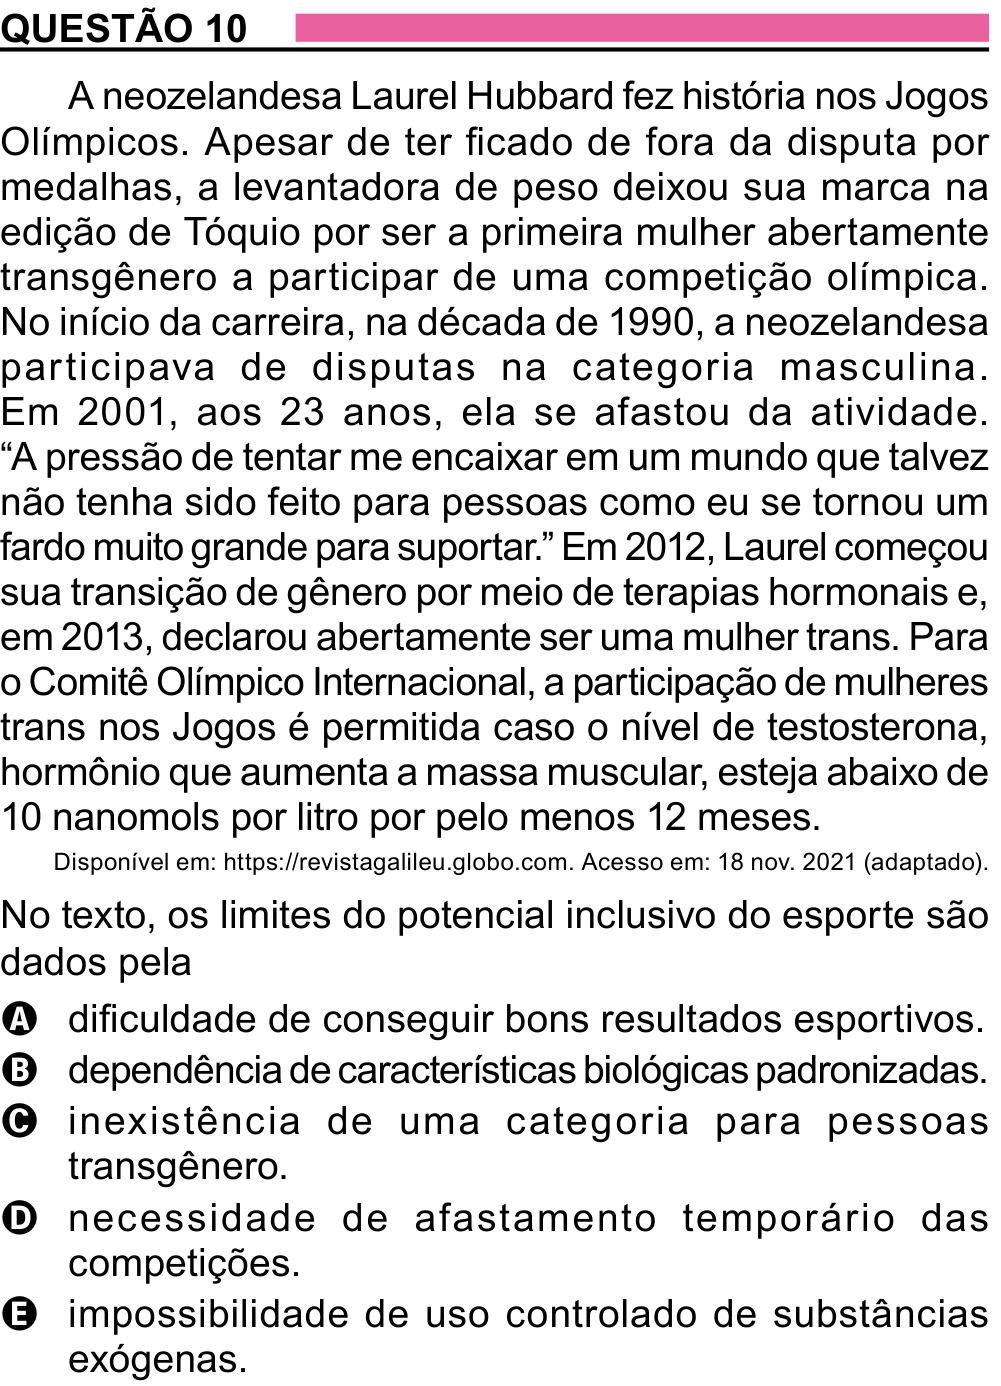 QUESTÃO 10
A neozelandesa Laurel Hubbard fez história nos Jogos
Olímpicos. Apesar de ter ficado de fora da disputa por
medalhas, a levantadora de peso deixou sua marca na
edição de Tóquio por ser a primeira mulher abertamente
transgênero a participar de uma competição olímpica.
No início da carreira, na década de 1990, a neozelandesa
participava de disputas na categoria masculina.
Em 2001, aos 23 anos, ela se afastou da atividade.
“A pressão de tentar me encaixar em um mundo que talvez
não tenha sido feito para pessoas como eu se tornou um
fardo muito grande para suportar.” Em 2012, Laurel começou
sua transição de gênero por meio de terapias hormonais e,
em 2013, declarou abertamente ser uma mulher trans. Para
o Comitê Olímpico Internacional, a participação de mulheres
trans nos Jogos é permitida caso o nível de testosterona,
hormônio que aumenta a massa muscular, esteja abaixo de
10 nanomols por litro por pelo menos 12 meses.
Disponível em: https://revistagalileu.globo.com. Acesso em: 18 nov. 2021 (adaptado).
No texto, os limites do potencial inclusivo do esporte são
dados pela
A dificuldade de conseguir bons resultados esportivos.
B dependência de características biológicas padronizadas.
C inexistência de uma categoria para pessoas
transgênero.
D necessidade de afastamento temporário das
competições.
E impossibilidade de uso controlado de substâncias
exógenas.